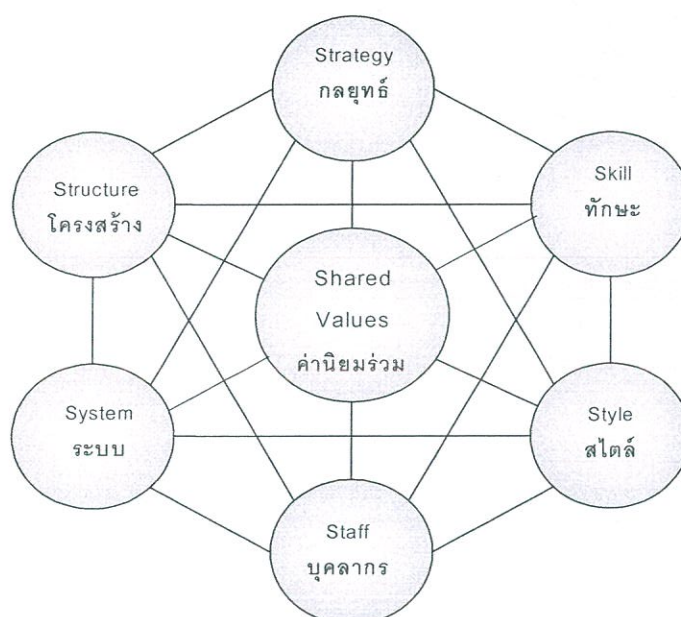 Strategy
กลยุทธ์
Structure
โครงสร้าง
Skill
ทักษะ
Shared
Values
ค่านิยมร่วม
System
ระบบ
Style
สไตล์
Staff
บุคลากร